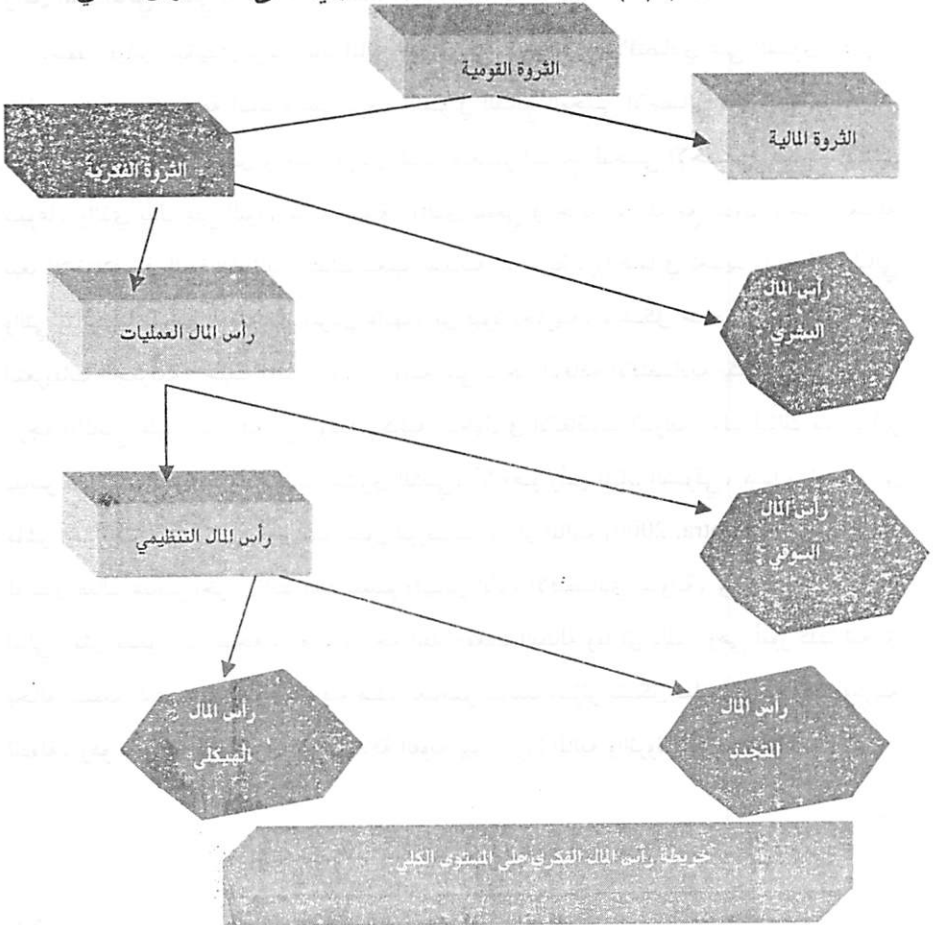 الثروة القومية
الثروة المالية
الثروة الفكرية
رأس المال
البشري
رأس المال العمليات
رأس المال
السوقي
رأس المال التنظيمي
رأس المال
الهيكلي
رأس المال
المتجدد
خريطة رأس المال الفكري على المستوى الكلي